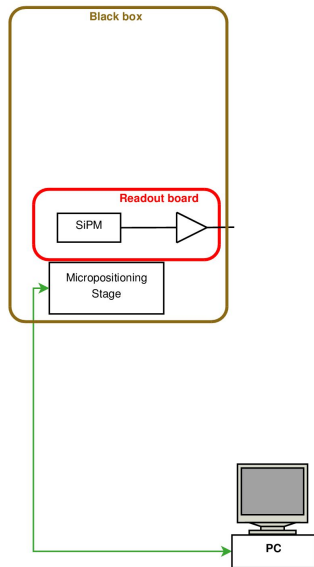 Black box
Readout board
SiPM
Micropositioning
Stage
PC